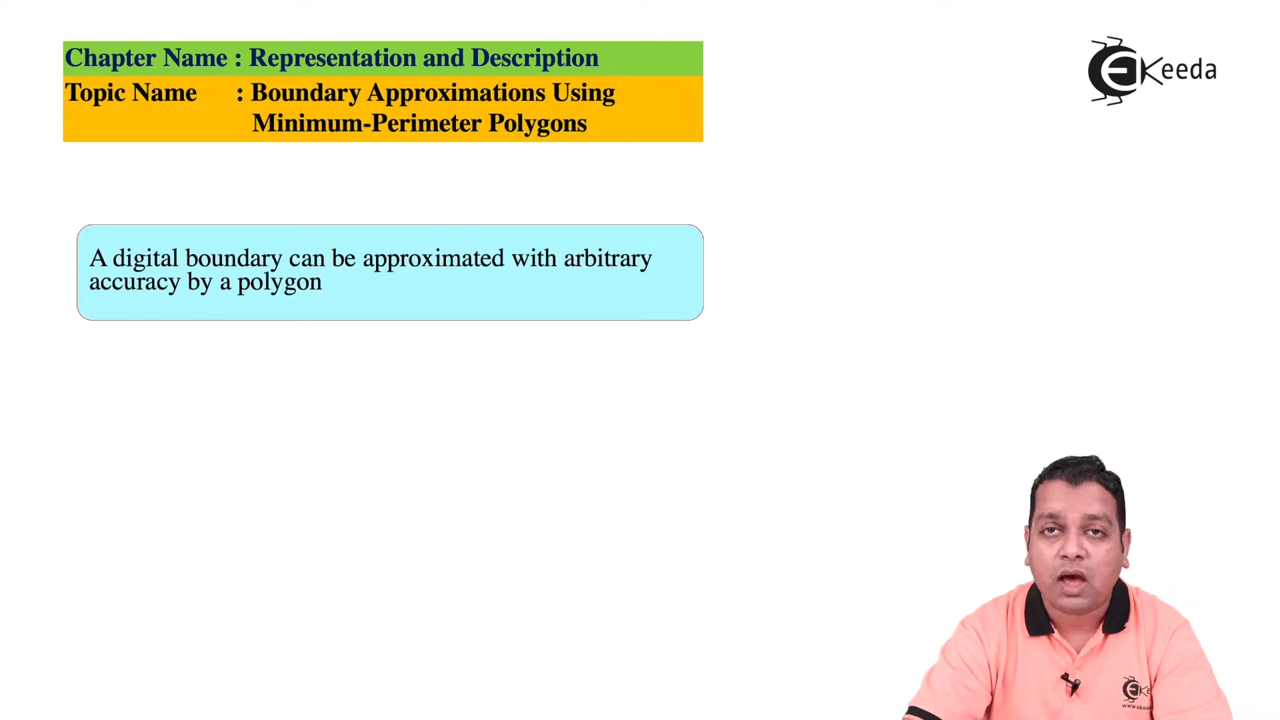 Chapter Name : Representation and Description
Topic Name : Boundary Approximations Using
Minimum-Perimeter Polygons
EKeeda
A digital boundary can be approximated with arbitrary
accuracy by a polygon